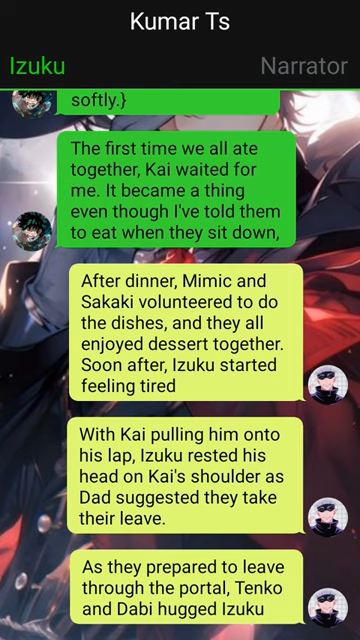 Kumar Ts
Izuku
Narrator
softly.}
The first time we all ate
together, Kai waited for
me. It became a thing
even though I've told them
to eat when they sit down,
After dinner, Mimic and
Sakaki volunteered to do
the dishes, and they all
enjoyed dessert together.
Soon after, Izuku started
feeling tired
With Kai pulling him onto
his lap, Izuku rested his
head on Kai's shoulder as
Dad suggested they take
their leave.
As they prepared to leave
through the portal, Tenko
and Dabi hugged Izuku